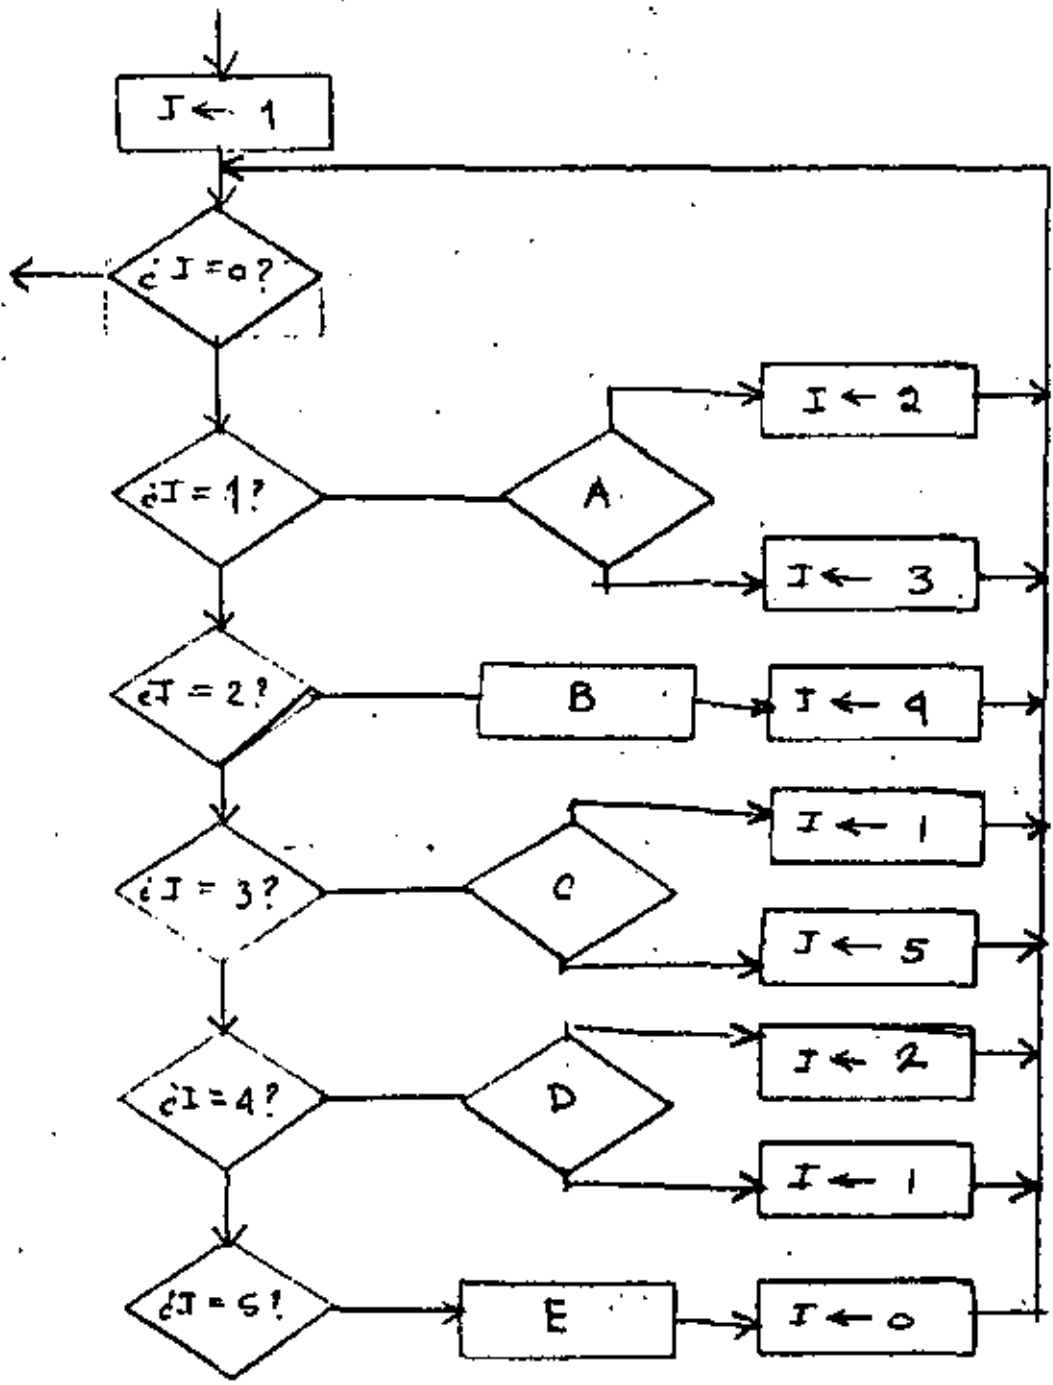 I ← 1
¿I = 0?
I ← 2
¿I = 1?
A
I ← 3
¿I = 2?
B
I ← 4
I ← 1
¿I = 3?
C
I ← 5
I ← 2
¿I = 4?
D
I ← 1
¿I = 5?
E
I ← 0